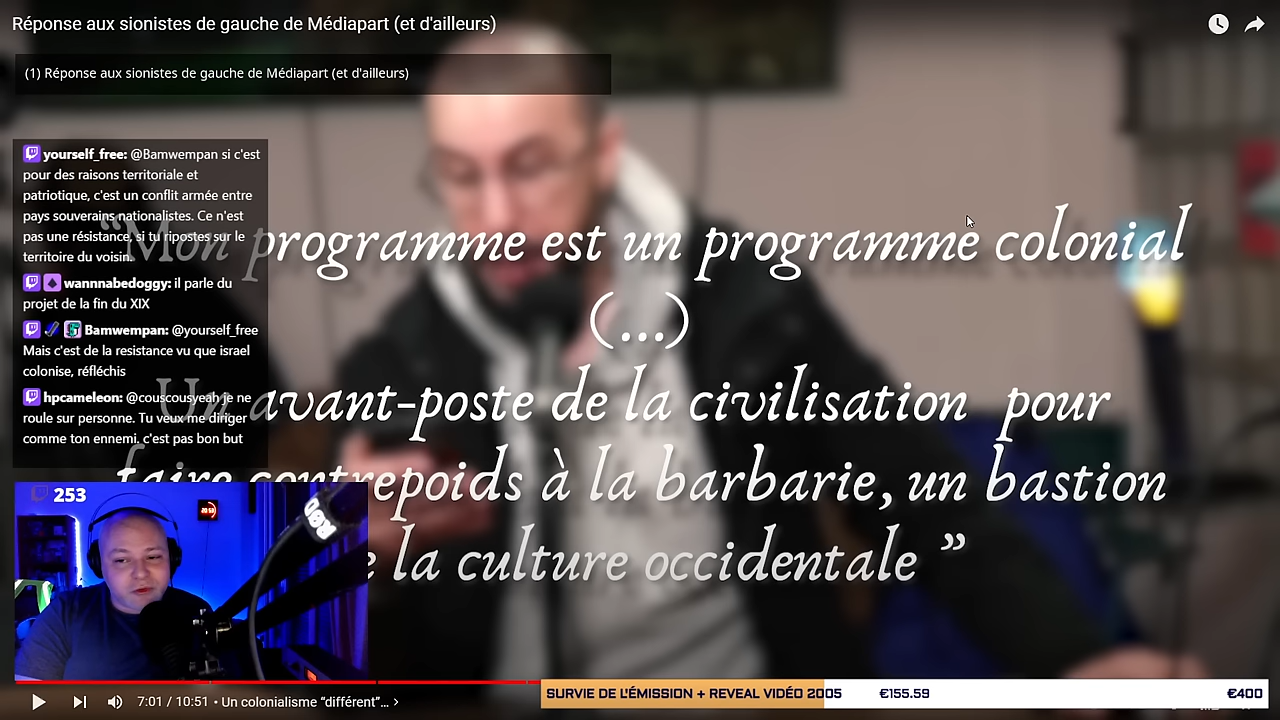 Réponse aux sionistes de gauche de Médiapart (et d'ailleurs)
(1) Réponse aux sionistes de gauche de Médiapart (et d'ailleurs)
yourself_free: @Bamwempan si c'est
pour des raisons territoriale et
patriotique, c'est un conflit armée entre
pays souverains nationalistes. Ce n'est
pas une résistance, si tu ripostes sur le
territoire du voisin.
wannnabedoggy: il parle du
projet de la fin du XIX
Bamwempan: @yourself_free
Mais c'est de la resistance vu que israel
colonise, réfléchis
hpcameleon: @couscousyeah je ne
roule sur personne. Tu veux me diriger
comme ton ennemi, c'est pas bon but
“Mon programme est un programme colonial
(...)
Un avant-poste de la civilisation pour
faire contrepoids à la barbarie, un bastion
e la culture occidentale ”
253
20:58
7:01 / 10:51 • Un colonialisme “différent”... ›
SURVIE DE L'ÉMISSION + REVEAL VIDÉO 2005 €155.59 €400